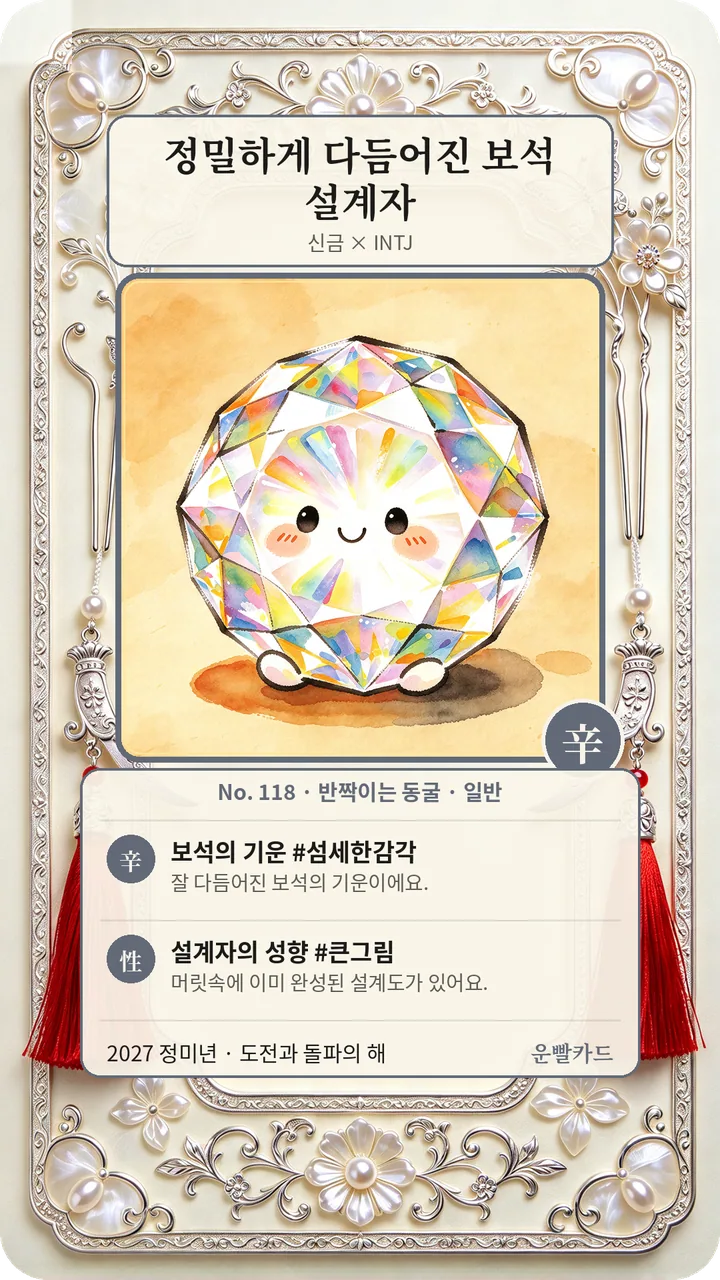 정밀하게 다듬어진 보석
설계자
신금 × INTJ
辛
No. 118 · 반짝이는 동굴 · 일반
辛
보석의 기운 #섬세한감각
잘 다듬어진 보석의 기운이에요.
性
설계자의 성향 #큰그림
머릿속에 이미 완성된 설계도가 있어요.
2027 정미년 · 도전과 돌파의 해
운빨카드